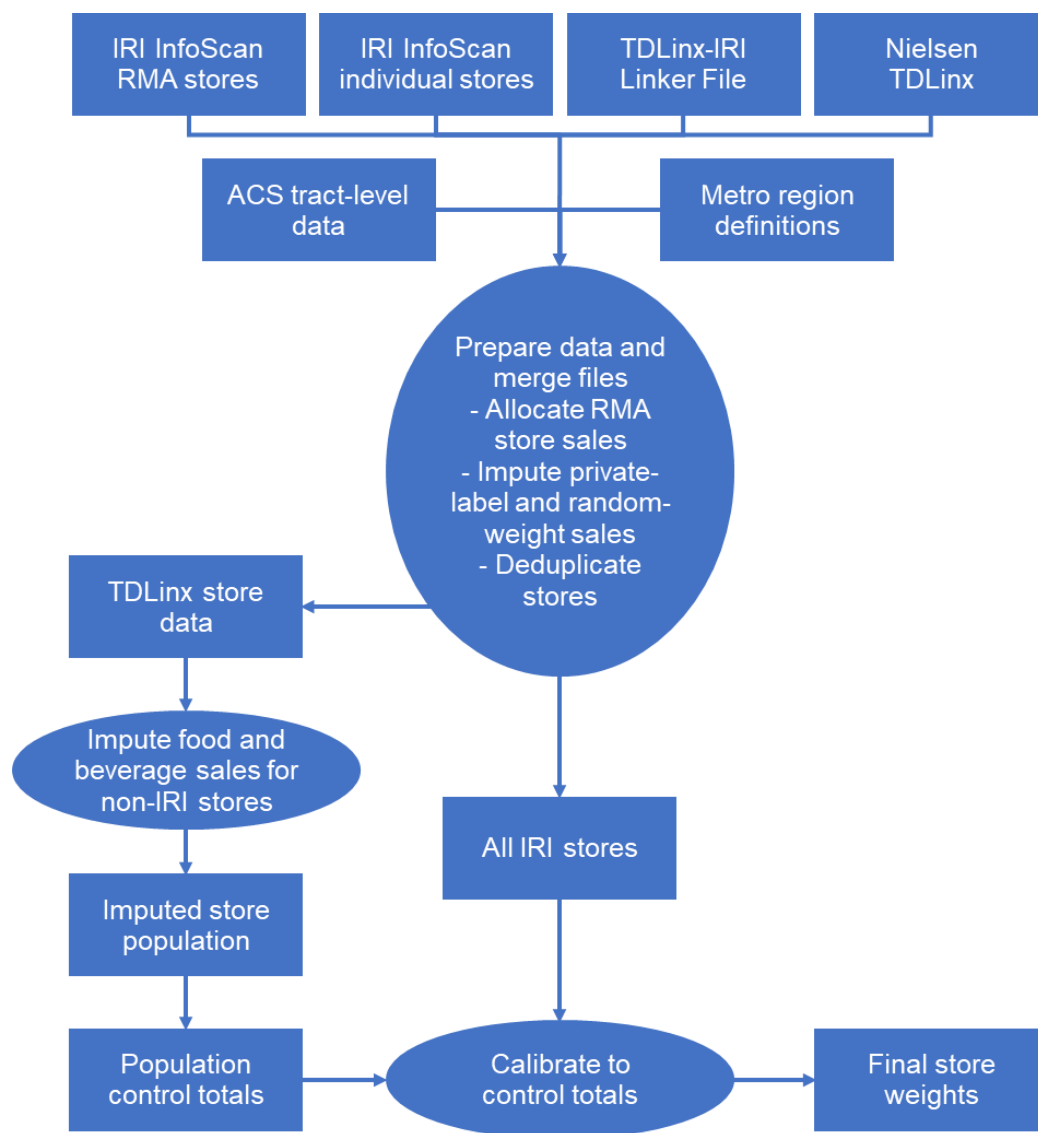 IRI InfoScan
RMA stores
IRI InfoScan
individual stores
TDLinx-IRI
Linker File
Nielsen
TDLinx
ACS tract-level
data
Metro region
definitions
Prepare data and
merge files
- Allocate RMA
store sales
- Impute private-
label and random-
weight sales
- Deduplicate
stores
TDLinx store
data
Impute food and
beverage sales for
non-IRI stores
All IRI stores
Imputed store
population
Population
control totals
Calibrate to
control totals
Final store
weights